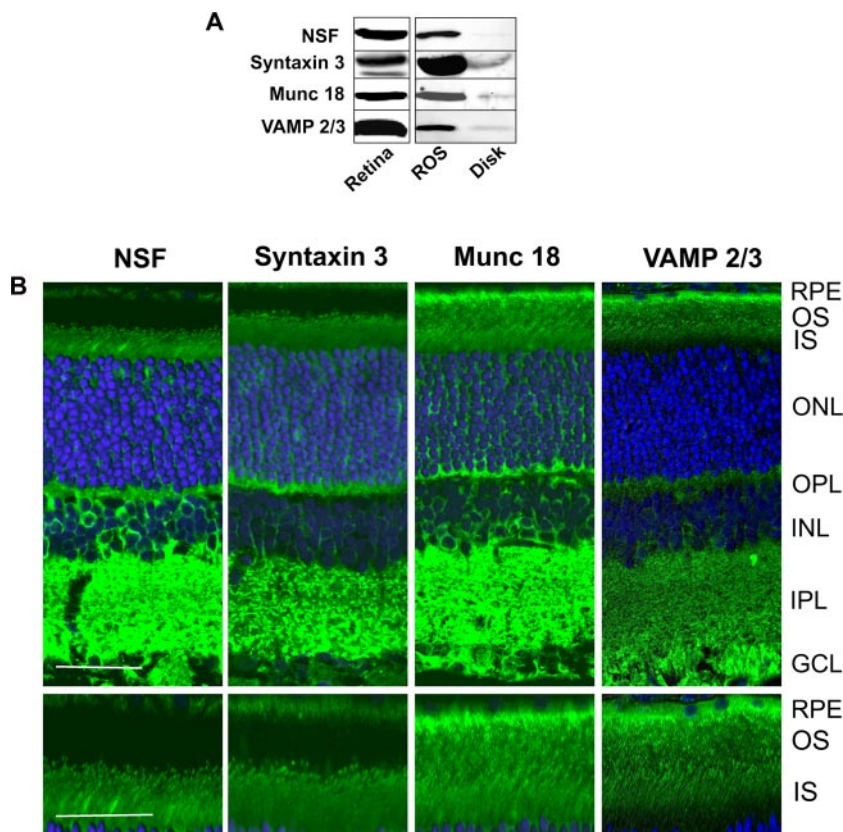 A
NSF
Syntaxin 3
Munc 18
VAMP 2/3
Retina ROS Disk
B
NSF Syntaxin 3 Munc 18 VAMP 2/3
RPE
OS
IS
ONL
OPL
INL
IPL
GCL
RPE
OS
IS